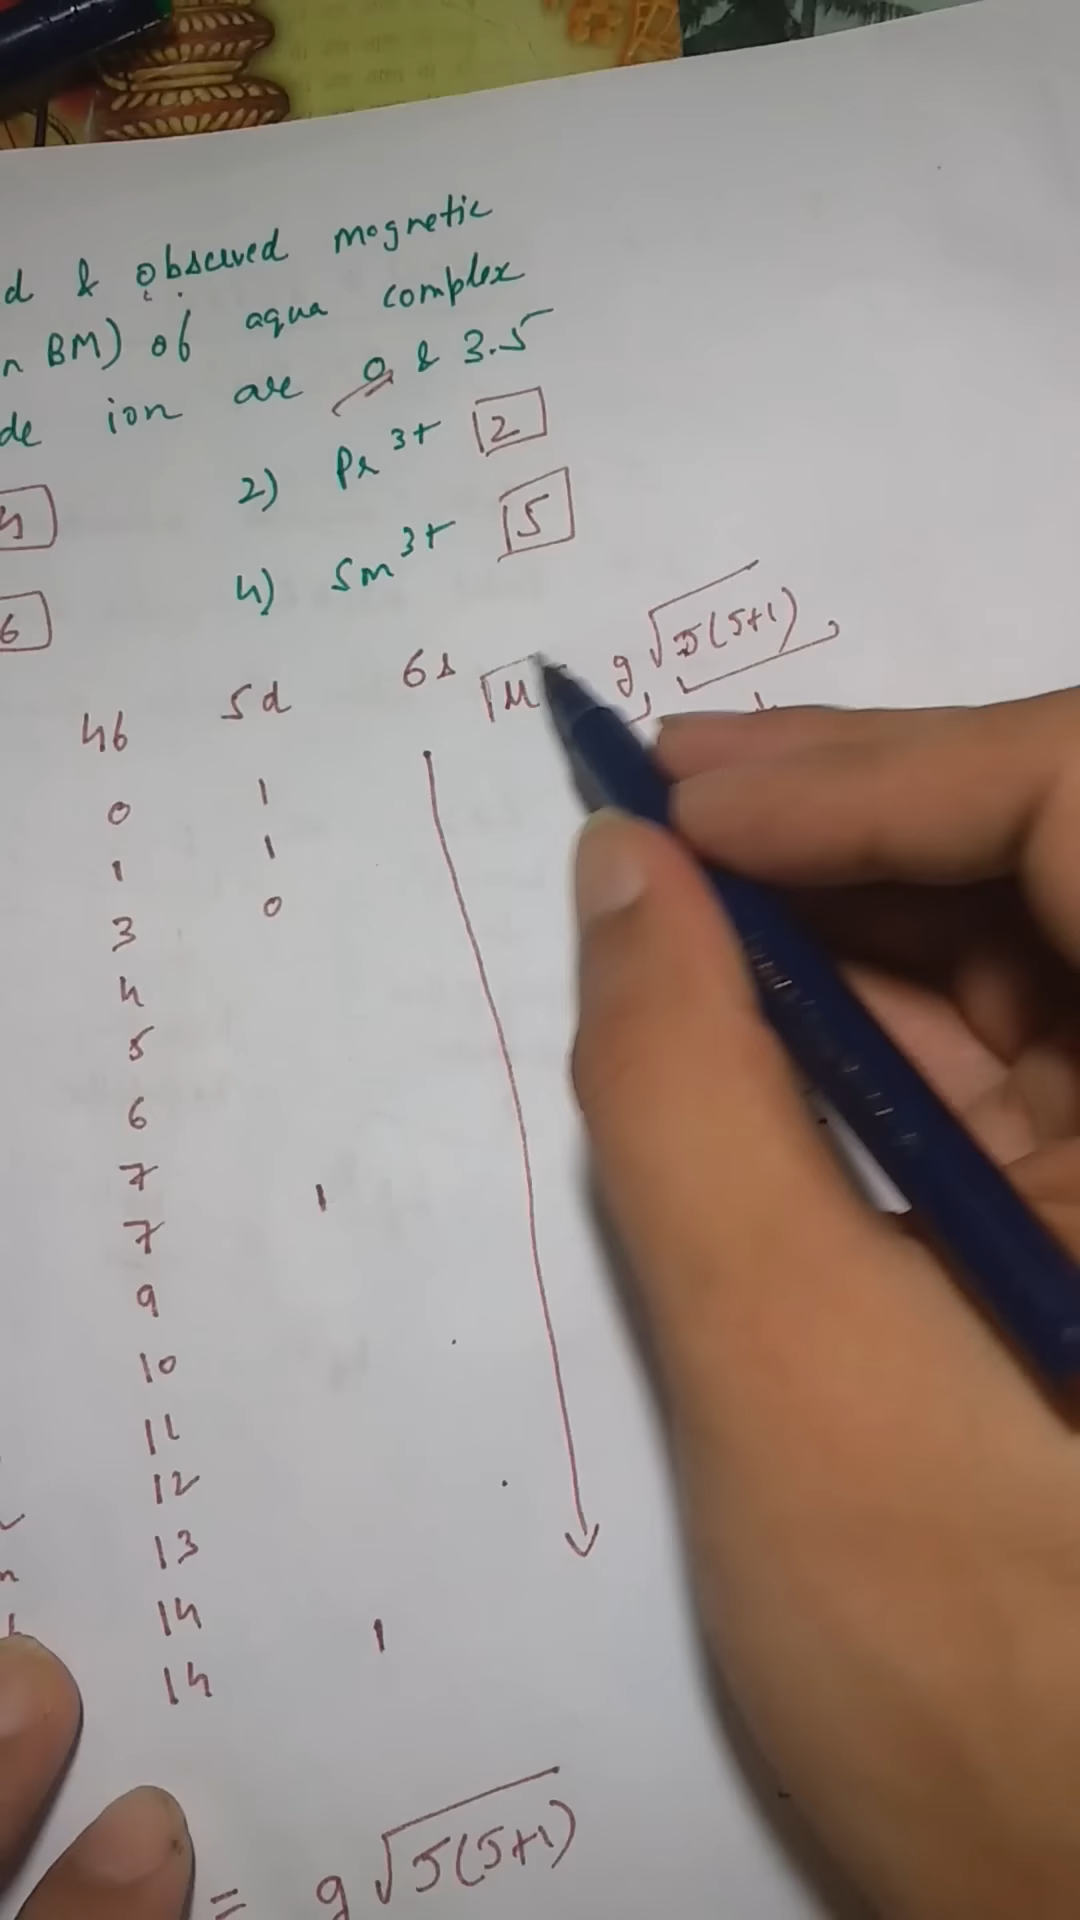 d & observed magnetic
n BM) of aqua complex
de ion are 0 & 3.5
4
2) Pr 3+ 2
6
4) Sm 3+ 5
4f 5d 6s μ g √J(J+1)
0 1
1 1
3 0
4
5
6
7
7 1
9
10
11
12
13
14
14 1
= g √J(J+1)